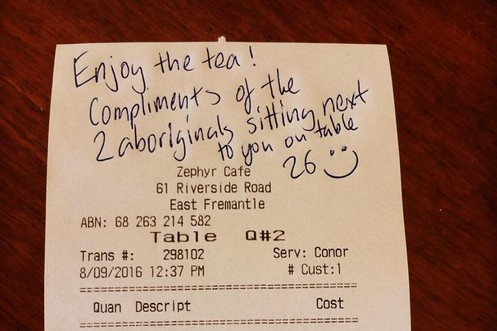 Enjoy the tea!
Compliments of the
2 aboriginals sitting next
to you on table
26
Zephyr Cafe
61 Riverside Road
East Fremantle
ABN: 68 263 214 582
Table Q#2
Trans #: 298102 Serv: Conor
8/09/2016 12:37 PM # Cust:1
Quan Descript Cost